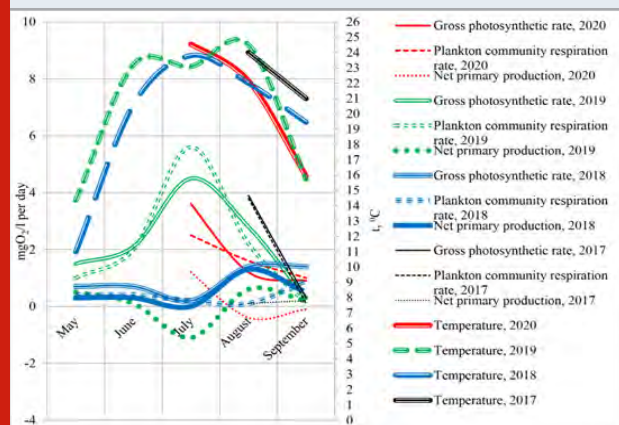 10
8
6
4
2
0
-2
-4
mgO₂/l per day
May
June
July
August
September
26
25
24
23
22
21
20
19
18
17
16
15
14
13
12
11
10
9
8
7
6
5
4
3
2
1
0
t, ⁰C
Gross photosynthetic rate, 2020
Plankton community respiration
rate, 2020
Net primary production, 2020
Gross photosynthetic rate, 2019
Plankton community respiration
rate, 2019
Net primary production, 2019
Gross photosynthetic rate, 2018
Plankton community respiration
rate, 2018
Net primary production, 2018
Gross photosynthetic rate, 2017
Plankton community respiration
rate, 2017
Net primary production, 2017
Temperature, 2020
Temperature, 2019
Temperature, 2018
Temperature, 2017